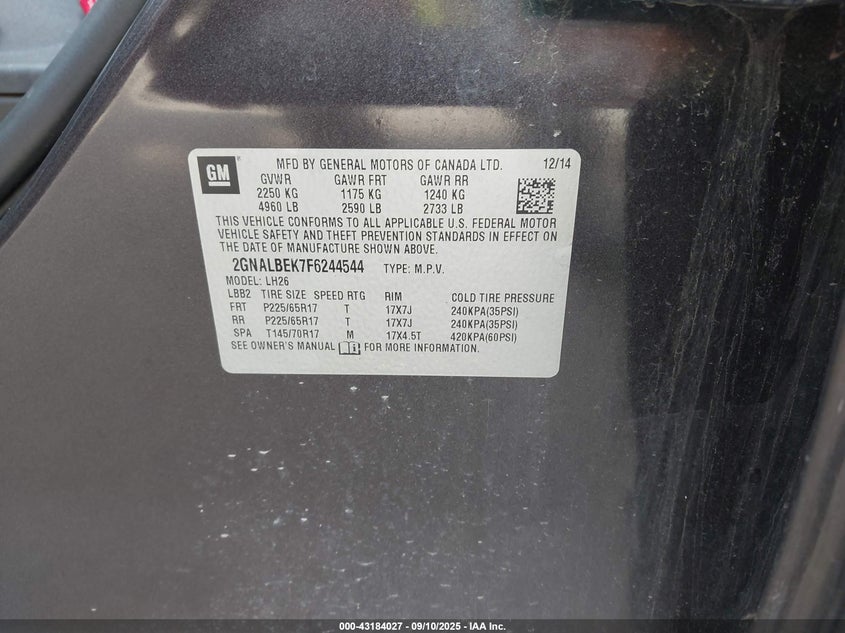 GM
MFD BY GENERAL MOTORS OF CANADA LTD. 12/14
GVWR GAWR FRT GAWR RR
2250 KG 1175 KG 1240 KG
4960 LB 2590 LB 2733 LB
THIS VEHICLE CONFORMS TO ALL APPLICABLE U.S. FEDERAL MOTOR
VEHICLE SAFETY AND THEFT PREVENTION STANDARDS IN EFFECT ON
THE DATE OF MANUFACTURE SHOWN ABOVE.
2GNALBEK7F6244544 TYPE: M.P.V.
MODEL: LH26
LBB2 TIRE SIZE SPEED RTG RIM COLD TIRE PRESSURE
FRT P225/65R17 T 17X7J 240KPA(35PSI)
RR P225/65R17 T 17X7J 240KPA(35PSI)
SPA T145/70R17 M 17X4.5T 420KPA(60PSI)
SEE OWNER'S MANUAL FOR MORE INFORMATION.
000-43184027 - 09/10/2025 - IAA Inc.